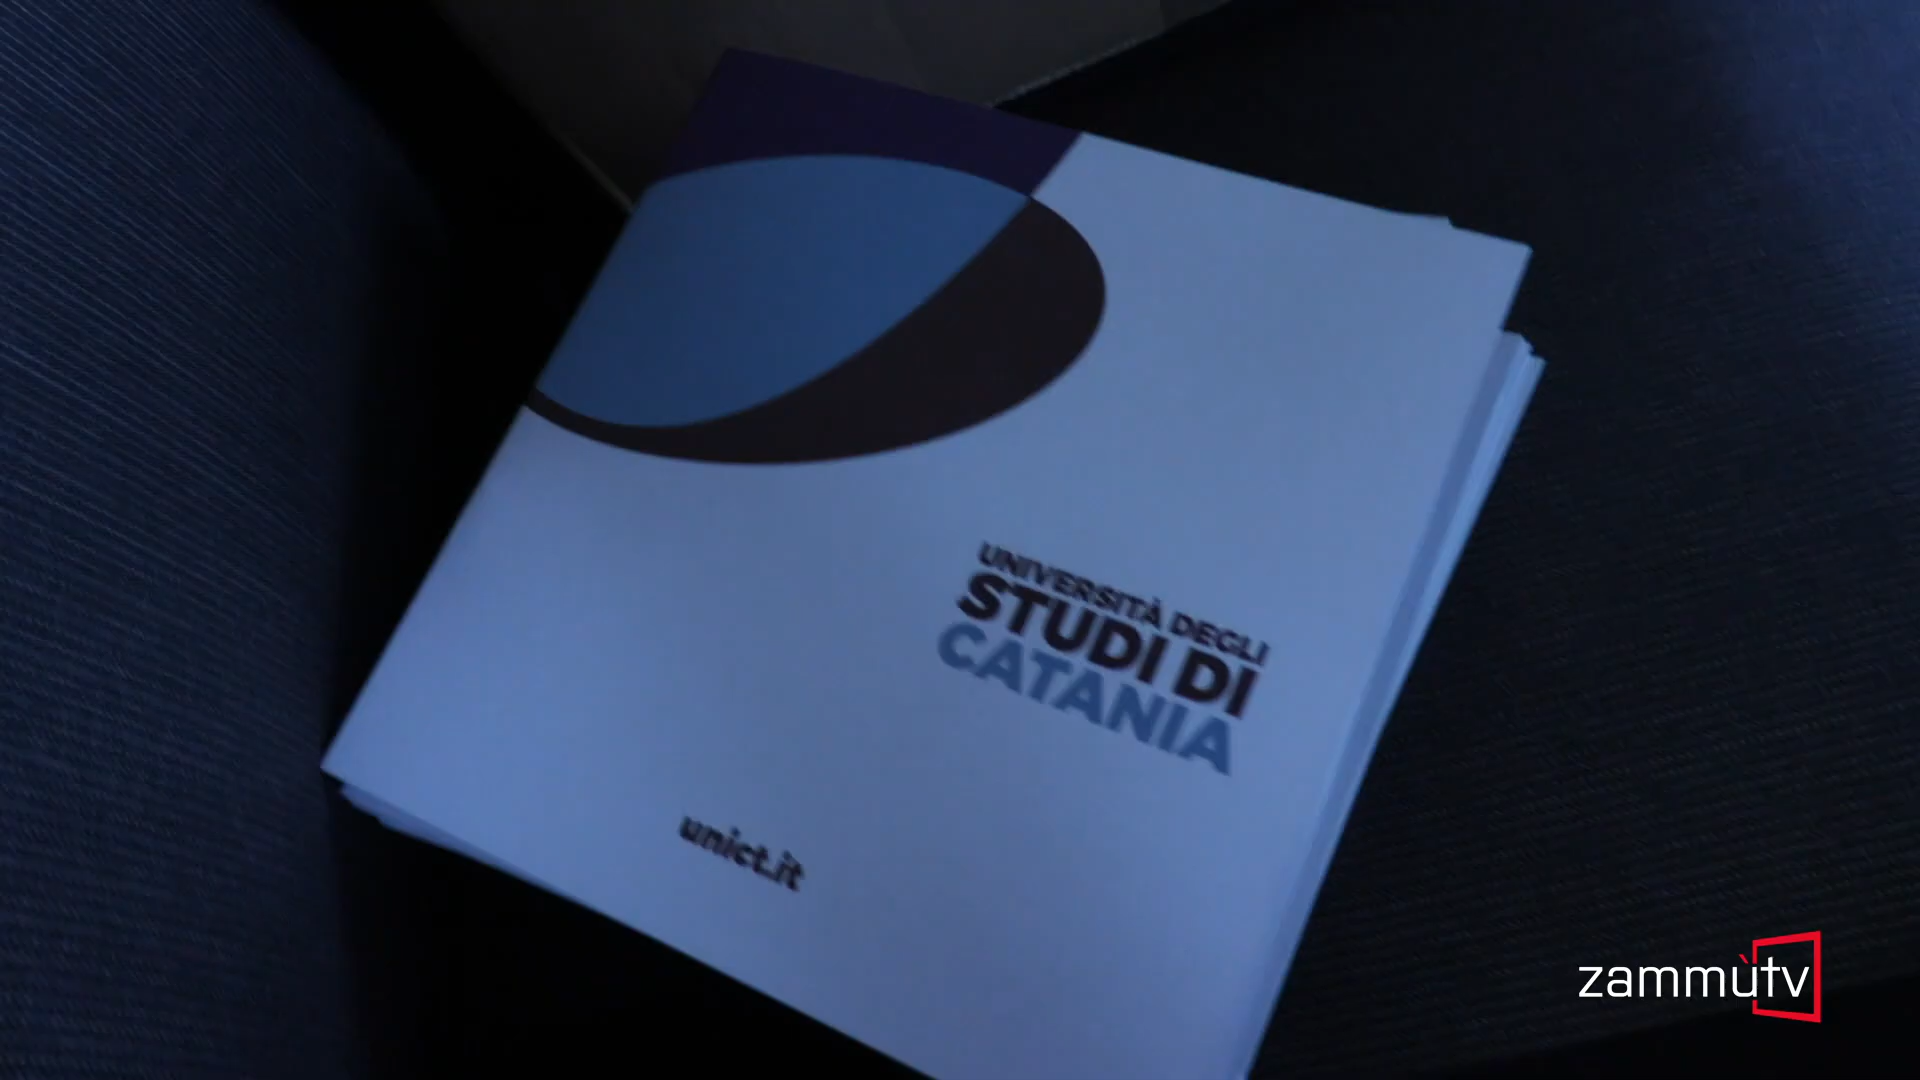 UNIVERSITÀ DEGLI
STUDI DI
CATANIA
unict.it
zammùtv